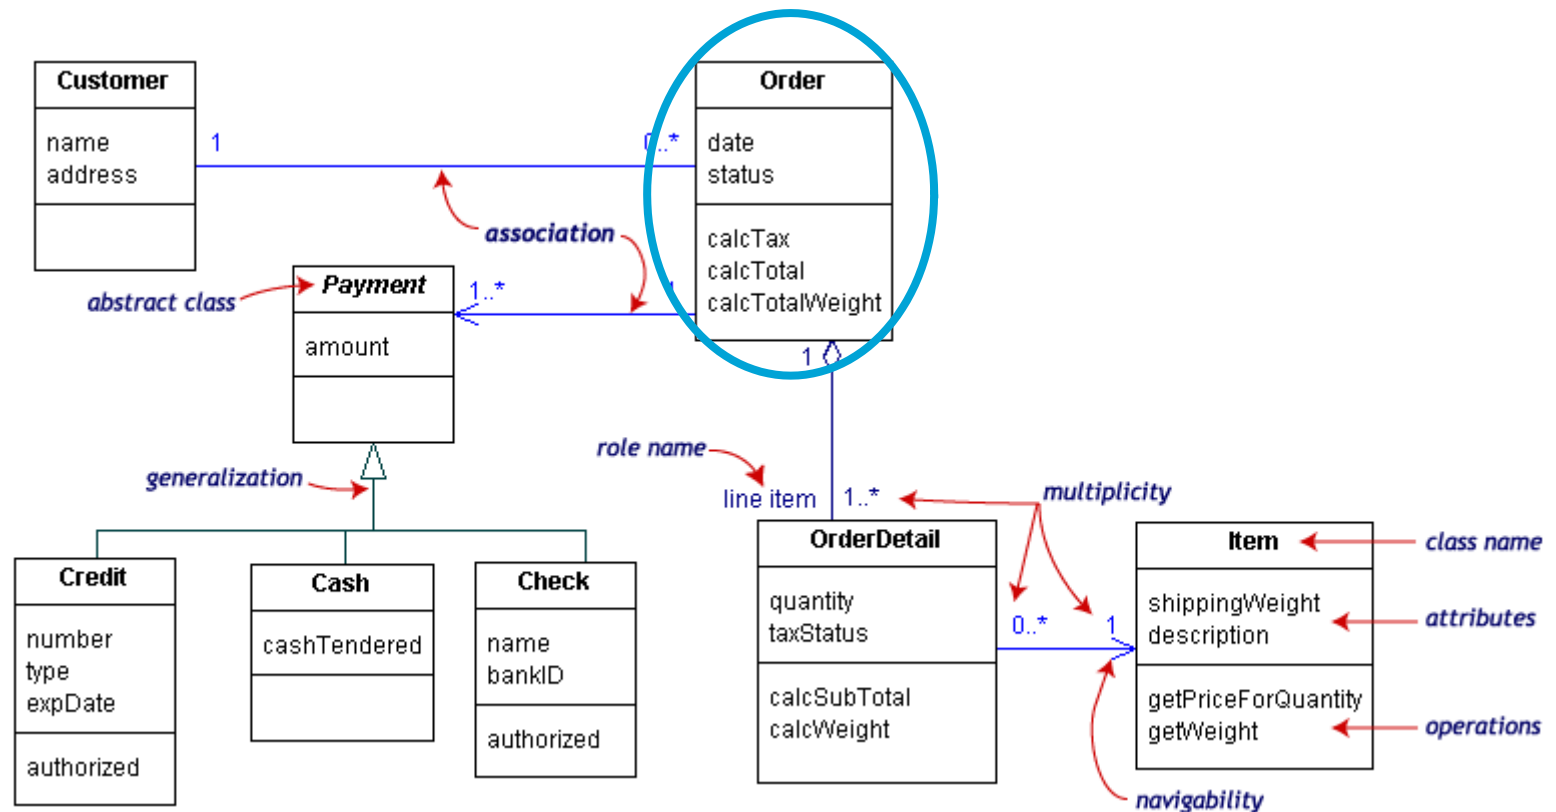 Customer
name
address
1
0..*
Order
date
status
calcTax
calcTotal
calcTotalWeight
association
abstract class
Payment
amount
1..*
1
1
generalization
role name
line item
1..*
multiplicity
Credit
number
type
expDate
authorized
Cash
cashTendered
Check
name
bankID
authorized
OrderDetail
quantity
taxStatus
calcSubTotal
calcWeight
0..*
1
Item
shippingWeight
description
getPriceForQuantity
getWeight
class name
attributes
operations
navigability